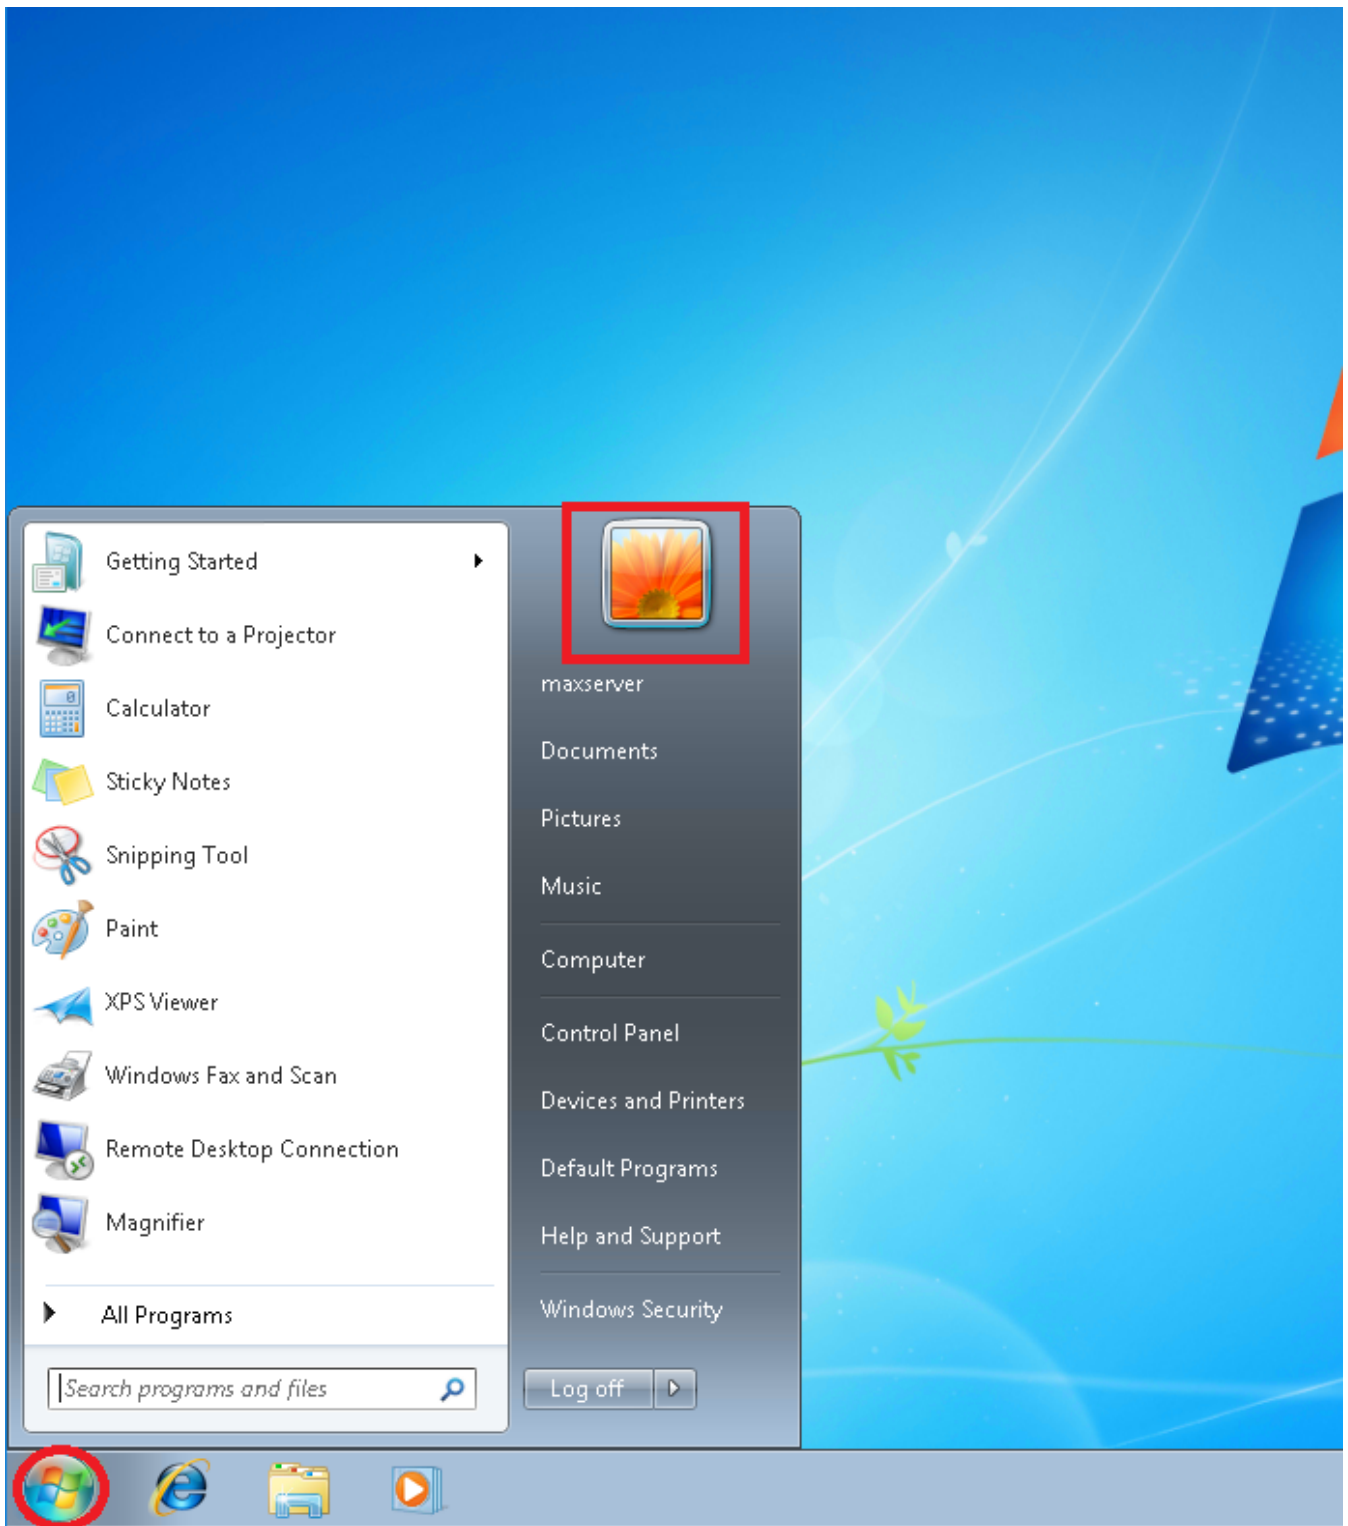 Getting Started
Connect to a Projector
Calculator
Sticky Notes
Snipping Tool
Paint
XPS Viewer
Windows Fax and Scan
Remote Desktop Connection
Magnifier
All Programs
Search programs and files
maxserver
Documents
Pictures
Music
Computer
Control Panel
Devices and Printers
Default Programs
Help and Support
Windows Security
Log off